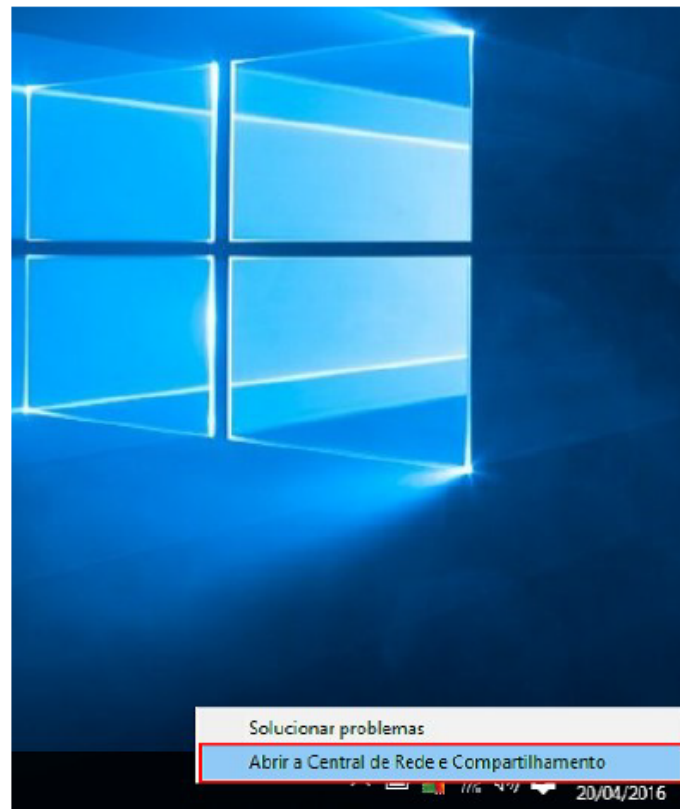 Solucionar problemas
Abrir a Central de Rede e Compartilhamento
20/04/2016